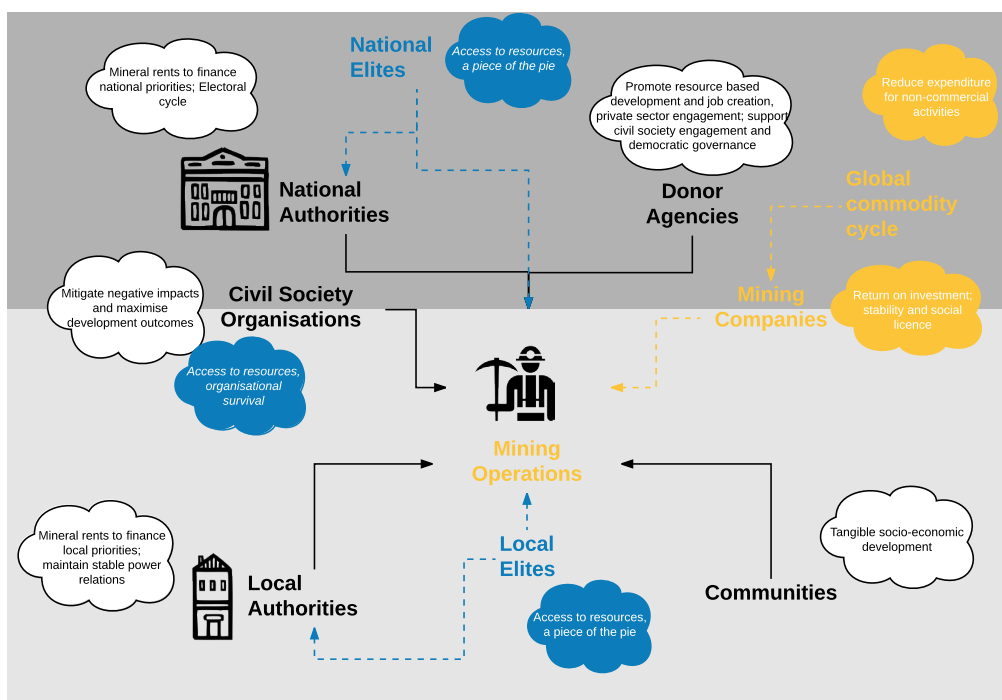 National
Elites
Access to resources,
a piece of the pie
Mineral rents to finance
national priorities; Electoral
cycle
Promote resource based
development and job creation,
private sector engagement; support
civil society engagement and
democratic governance
Reduce expenditure
for non-commercial
activities
National
Authorities
Donor
Agencies
Global
commodity
cycle
Mitigate negative impacts
and maximise
development outcomes
Civil Society
Organisations
Mining
Companies
Return on investment;
stability and social
licence
Access to resources,
organisational
survival
Mining
Operations
Mineral rents to finance
local priorities;
maintain stable power
relations
Local
Authorities
Local
Elites
Access to resources,
a piece of the pie
Communities
Tangible socio-economic
development